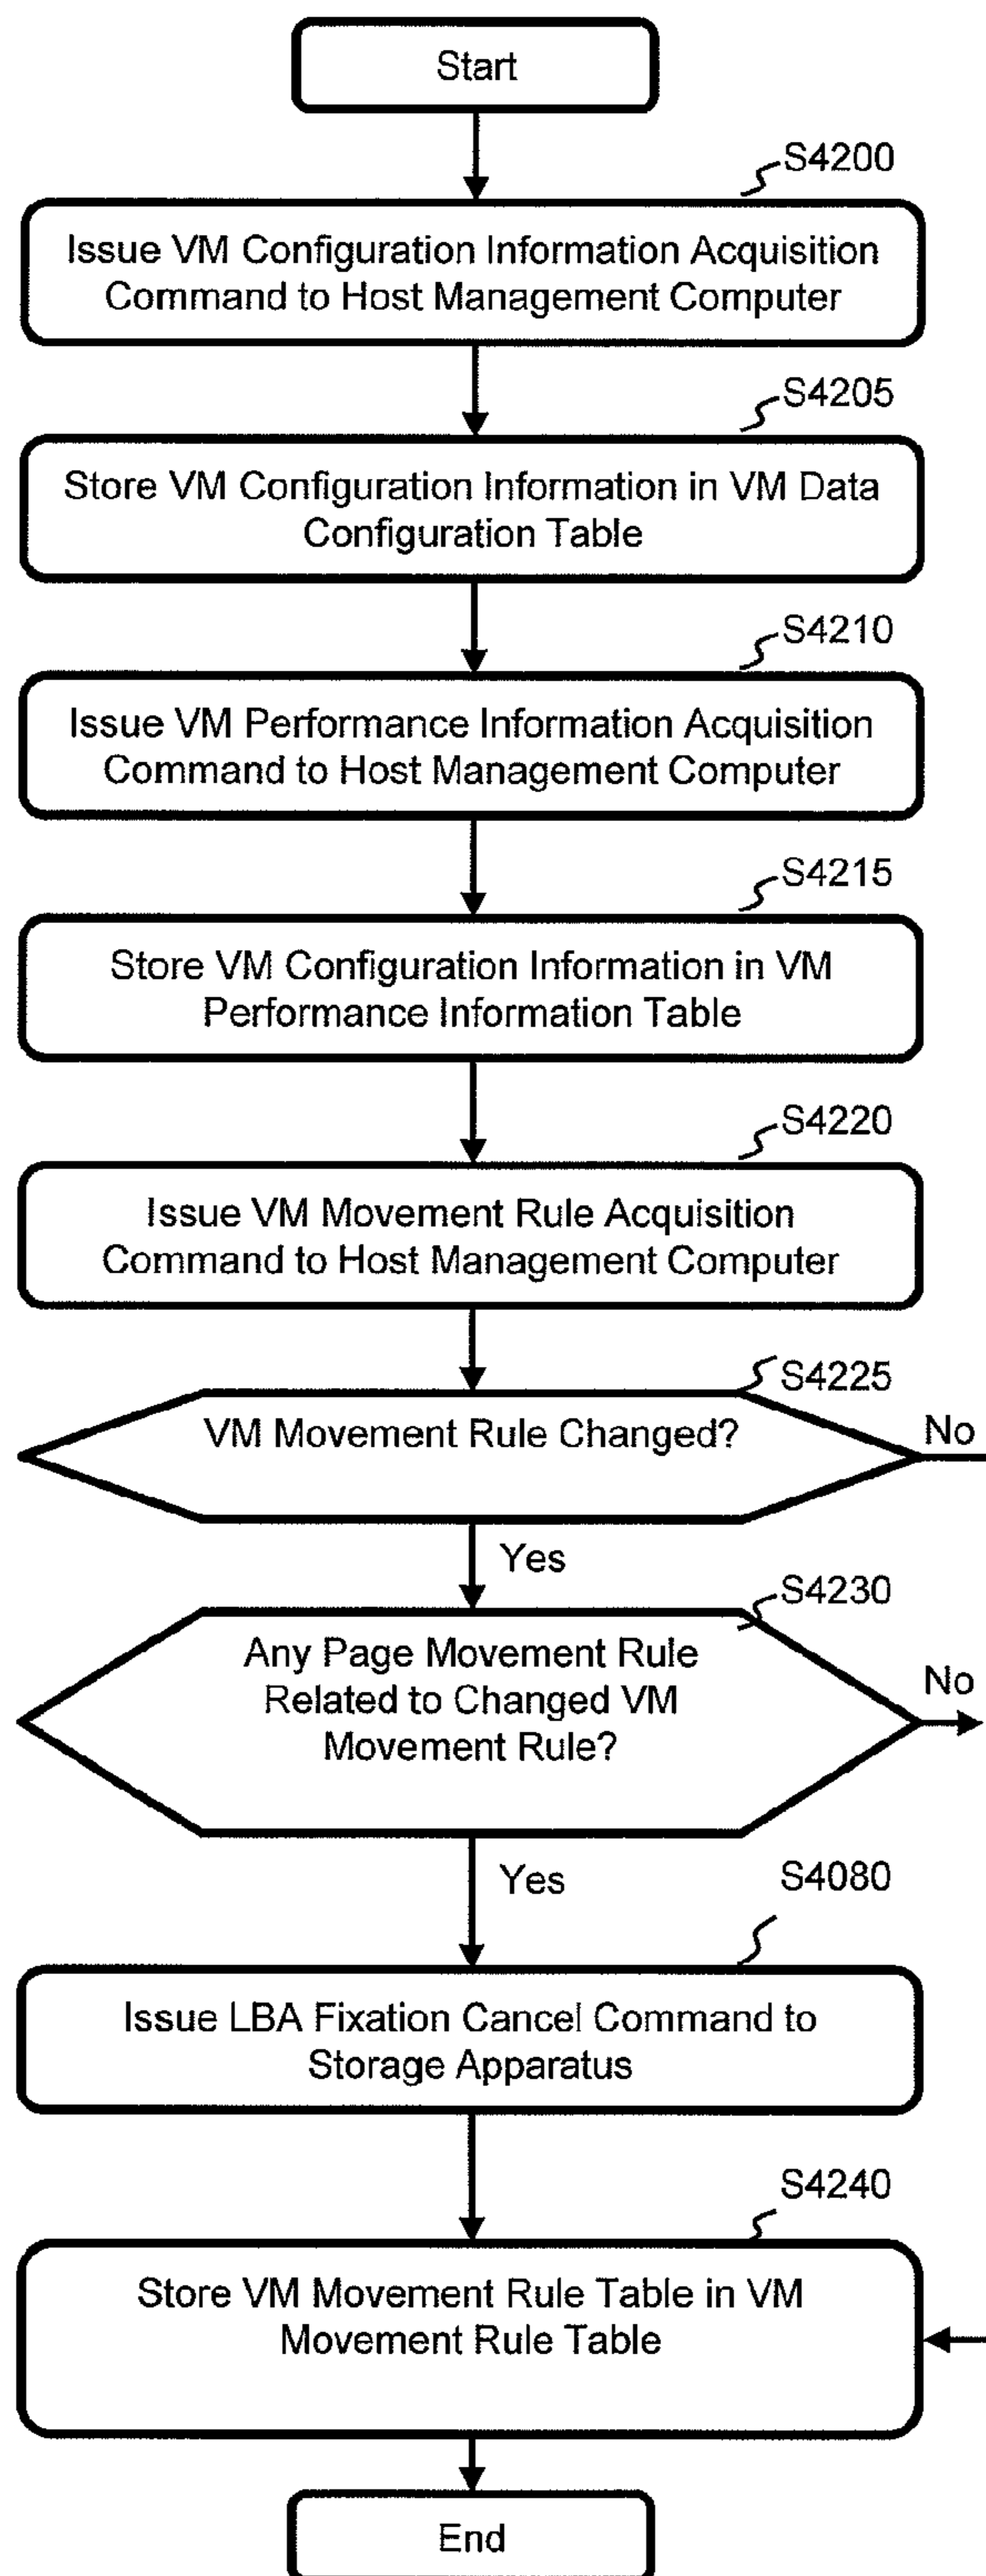 Start
S4200
Issue VM Configuration Information Acquisition
Command to Host Management Computer
S4205
Store VM Configuration Information in VM Data
Configuration Table
S4210
Issue VM Performance Information Acquisition
Command to Host Management Computer
S4215
Store VM Configuration Information in VM
Performance Information Table
S4220
Issue VM Movement Rule Acquisition
Command to Host Management Computer
S4225
VM Movement Rule Changed?
No
Yes
S4230
Any Page Movement Rule
Related to Changed VM
Movement Rule?
No
Yes
S4080
Issue LBA Fixation Cancel Command to
Storage Apparatus
S4240
Store VM Movement Rule Table in VM
Movement Rule Table
End